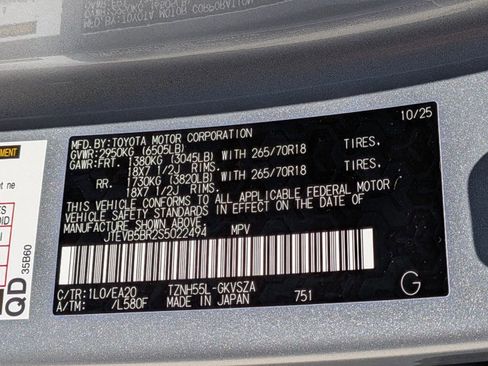 10/25
MFD. BY: TOYOTA MOTOR CORPORATION
GVWR: 2950KG (6505LB)
GAWR: FRT. 1380KG (3045LB) WITH 265/70R18 TIRES.
18X7 1/2J RIMS.
RR. 1730KG (3820LB) WITH 265/70R18 TIRES.
18X7 1/2J RIMS.
THIS VEHICLE CONFORMS TO ALL APPLICABLE FEDERAL MOTOR
VEHICLE SAFETY STANDARDS IN EFFECT ON THE DATE OF
MANUFACTURE SHOWN ABOVE.
JTEVB5BR2S5022494 MPV
C/TR: 1L0/EA20 TZNH55L-GKVSZA
A/TM: /L580F MADE IN JAPAN 751 G
QD
35B60